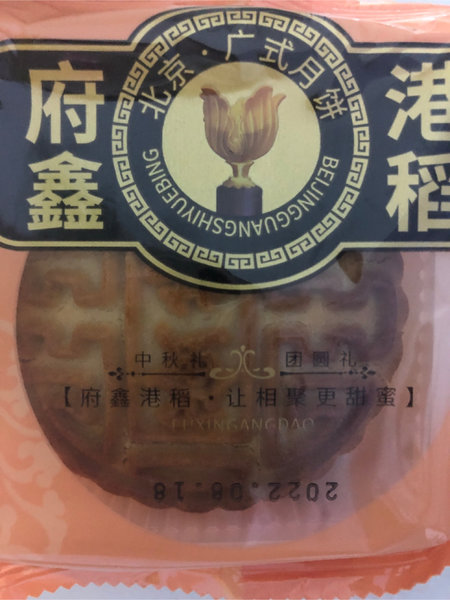 府鑫
北京·广式月饼
BEIJINGGUANGSHIYUEBING
港稻
中秋礼 团圆礼
【府鑫港稻·让相聚更甜蜜】
FUXINGANGDAO
2022.08.18